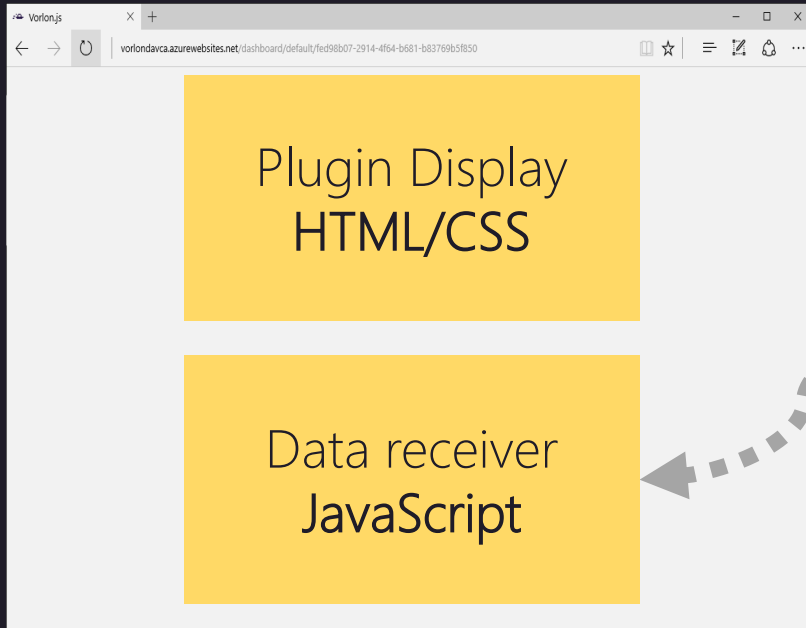 Vorlon.js
vorlondavca.azurewebsites.net/dashboard/default/fed98b07-2914-4f64-b681-b83769b5f850
Plugin Display
HTML/CSS
Data receiver
JavaScript